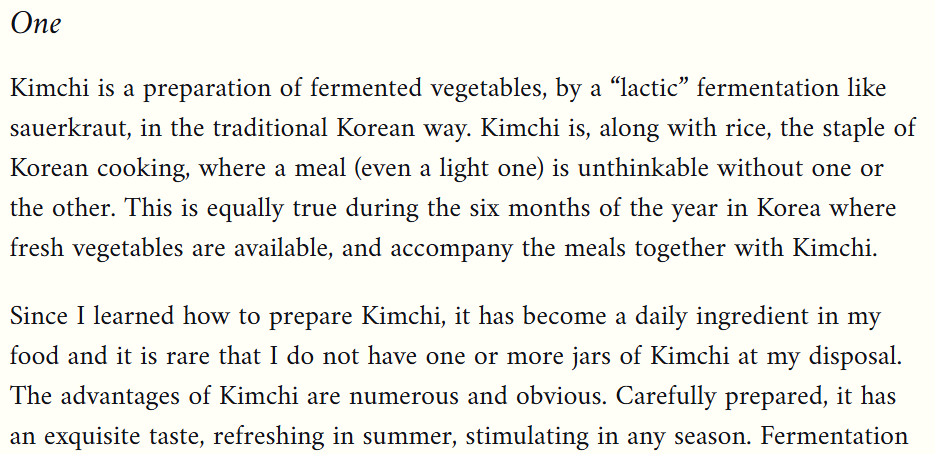 One
Kimchi is a preparation of fermented vegetables, by a “lactic” fermentation like
sauerkraut, in the traditional Korean way. Kimchi is, along with rice, the staple of
Korean cooking, where a meal (even a light one) is unthinkable without one or
the other. This is equally true during the six months of the year in Korea where
fresh vegetables are available, and accompany the meals together with Kimchi.
Since I learned how to prepare Kimchi, it has become a daily ingredient in my
food and it is rare that I do not have one or more jars of Kimchi at my disposal.
The advantages of Kimchi are numerous and obvious. Carefully prepared, it has
an exquisite taste, refreshing in summer, stimulating in any season. Fermentation